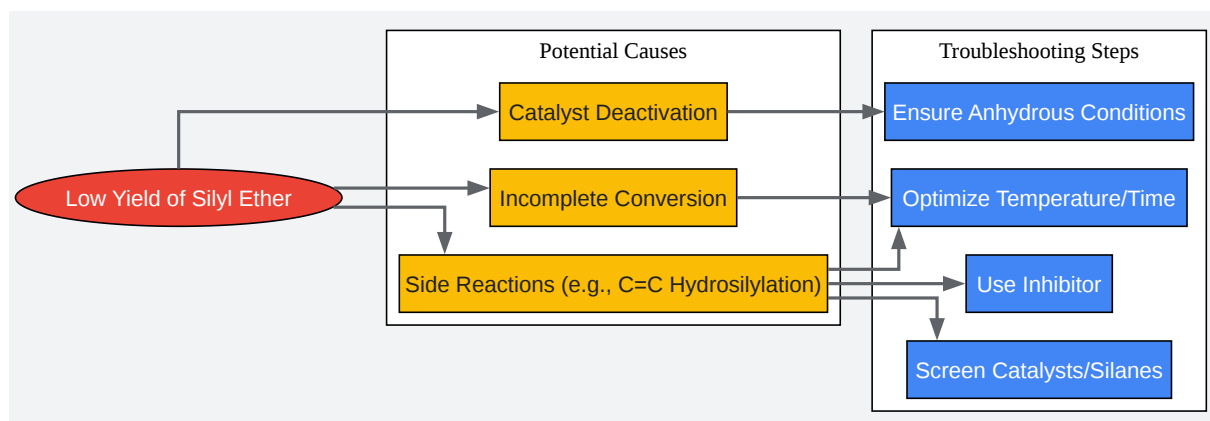 Potential Causes
Troubleshooting Steps
Catalyst Deactivation
Ensure Anhydrous Conditions
Low Yield of Silyl Ether
Incomplete Conversion
Optimize Temperature/Time
Side Reactions (e.g., C=C Hydrosilylation)
Use Inhibitor
Screen Catalysts/Silanes